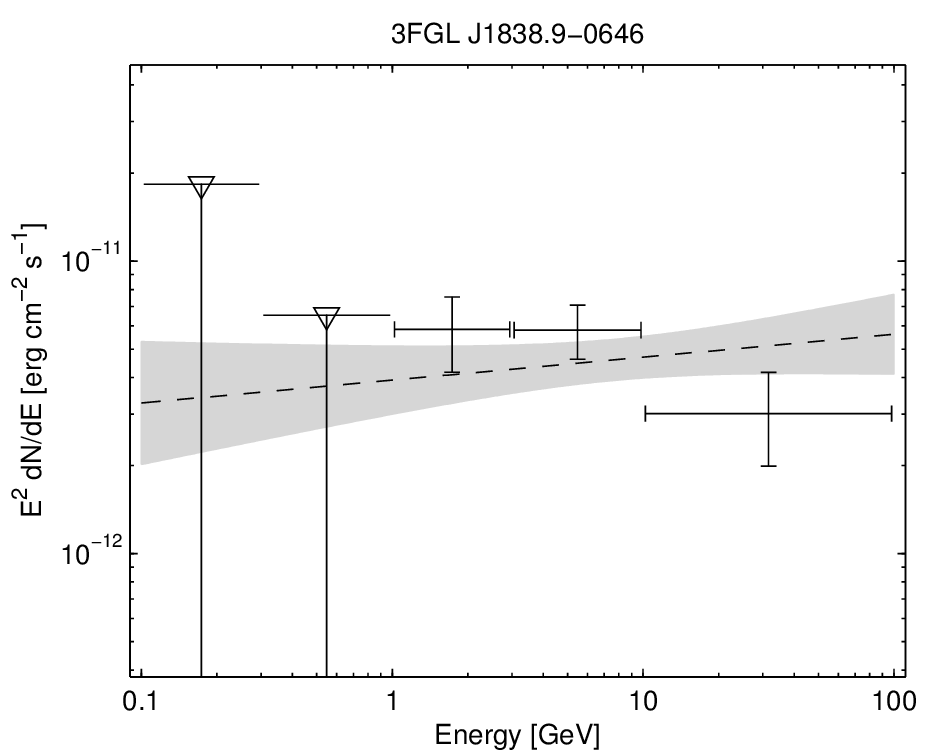 3FGL J1838.9−0646
E² dN/dE [erg cm⁻² s⁻¹]
10⁻¹¹
10⁻¹²
0.1 1 10 100
Energy [GeV]